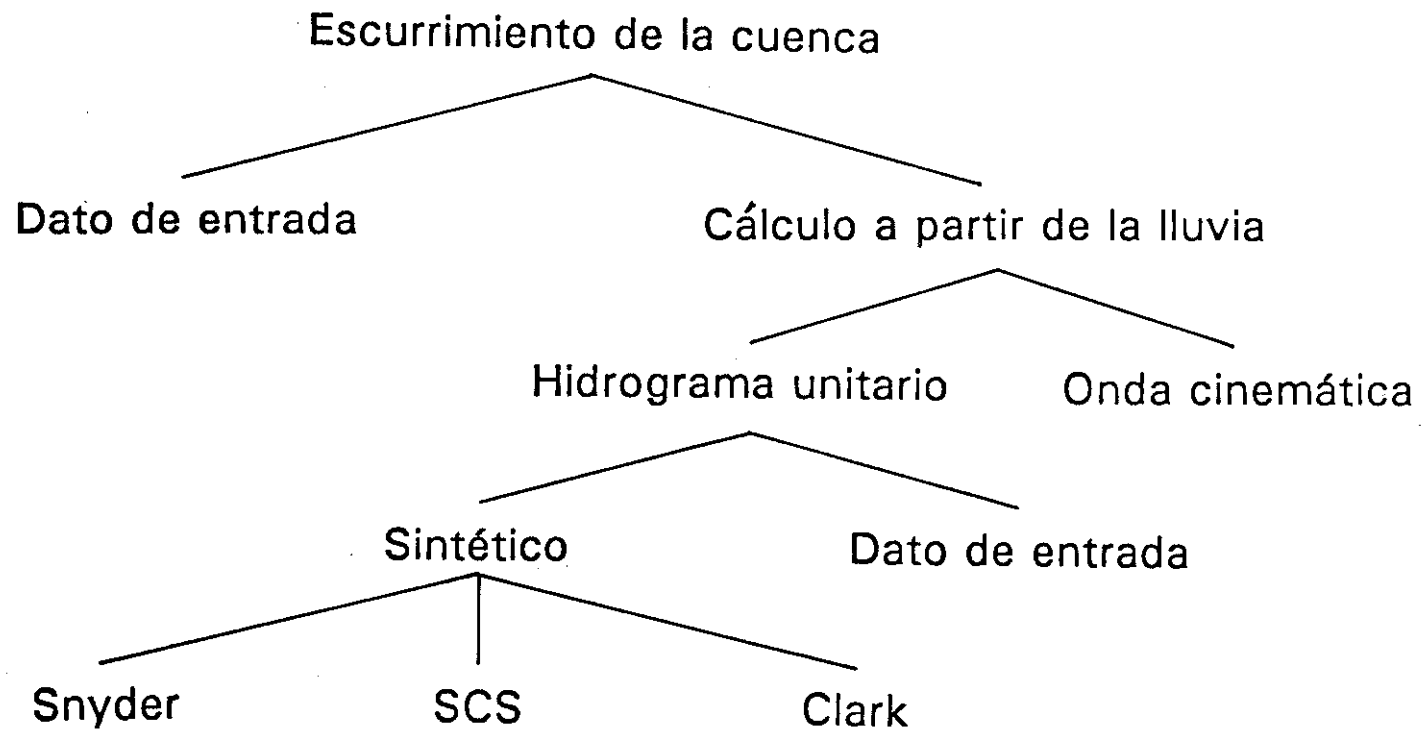 Escurrimiento de la cuenca
Dato de entrada
Cálculo a partir de la lluvia
Hidrograma unitario
Onda cinemática
Sintético
Dato de entrada
Snyder
SCS
Clark